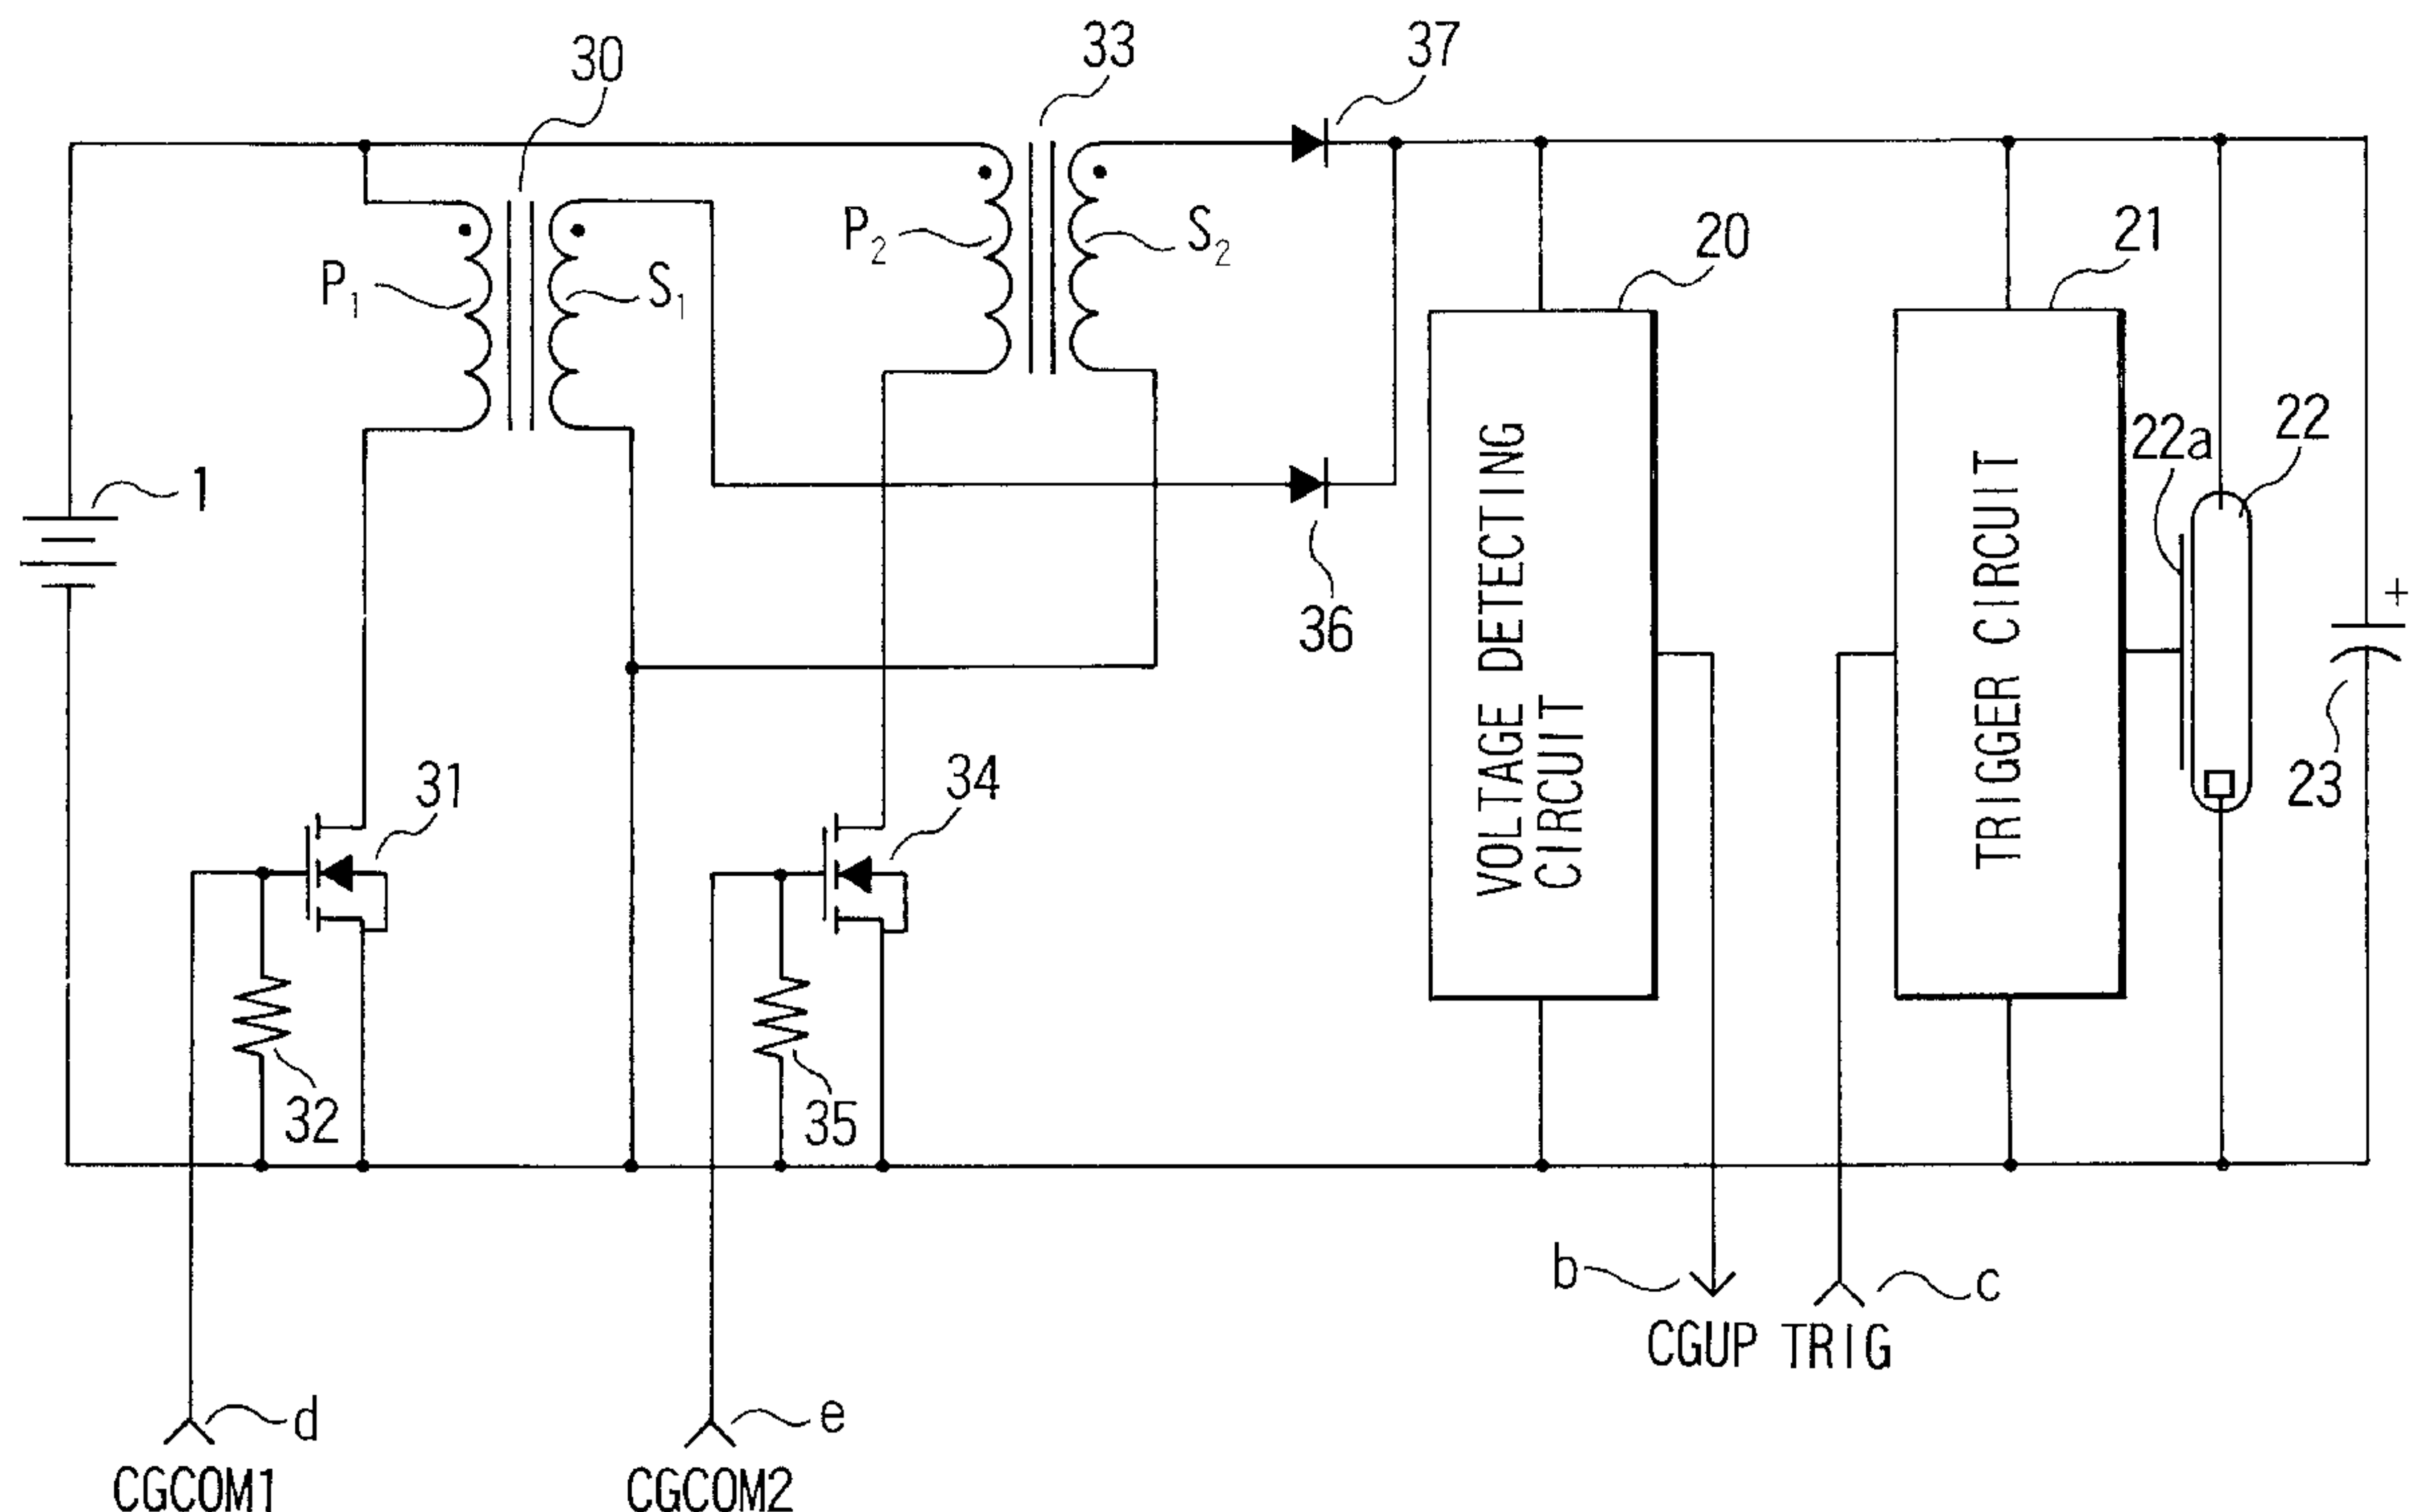 30
33
37
P1
S1
P2
S2
20
21
22a
22
1
36
VOLTAGE DETECTING
CIRCUIT
TRIGGER CIRCUIT
+
23
31
34
32
35
b
c
CGUP TRIG
d
e
CGCOM1
CGCOM2